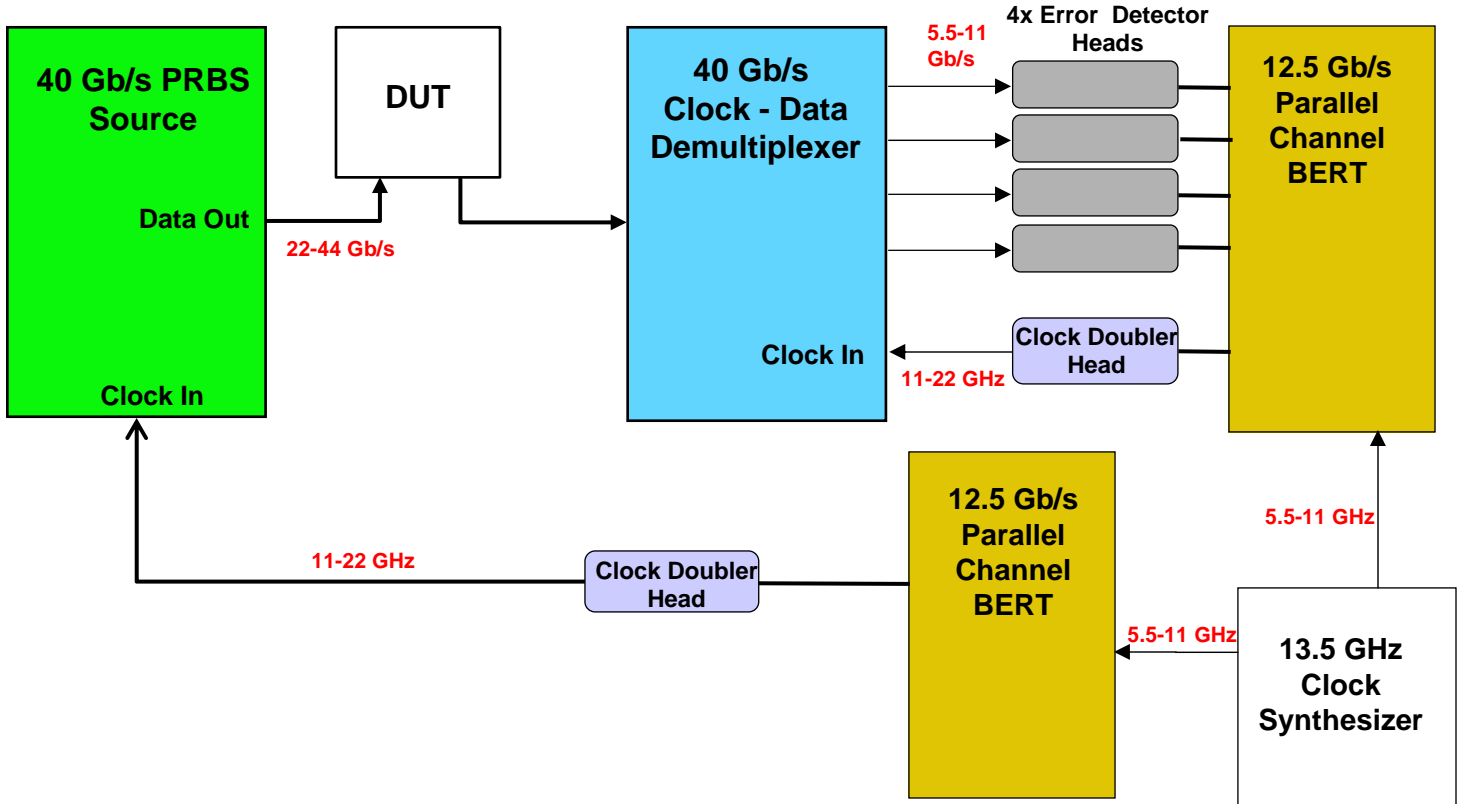 40 Gb/s PRBS
Source
Data Out
Clock In
22-44 Gb/s
DUT
40 Gb/s
Clock - Data
Demultiplexer
Clock In
5.5-11
Gb/s
4x Error Detector
Heads
12.5 Gb/s
Parallel
Channel
BERT
Clock Doubler
Head
11-22 GHz
11-22 GHz
Clock Doubler
Head
12.5 Gb/s
Parallel
Channel
BERT
5.5-11 GHz
5.5-11 GHz
13.5 GHz
Clock
Synthesizer